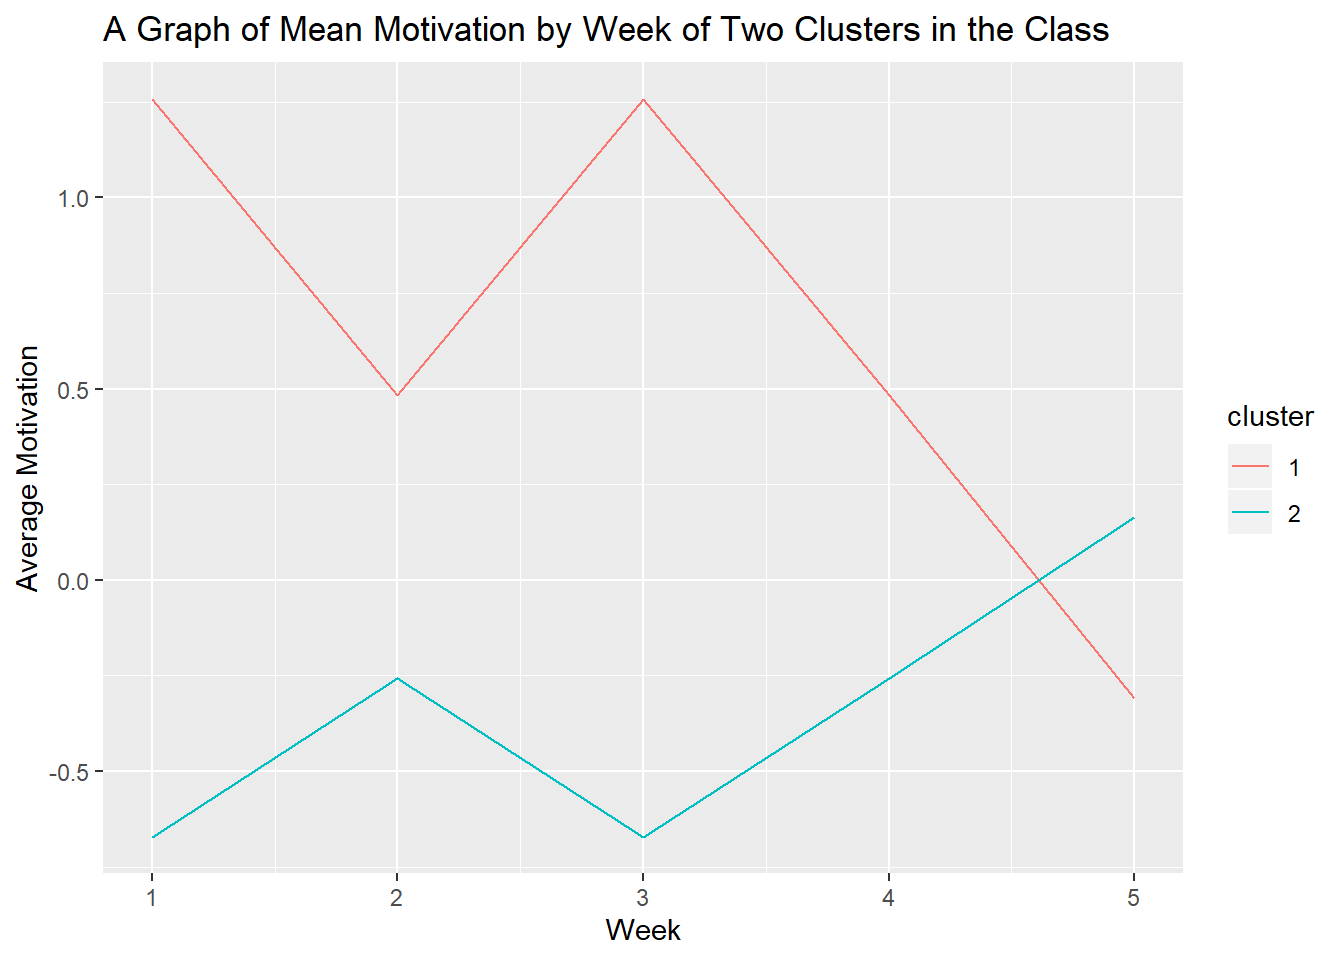 A Graph of Mean Motivation by Week of Two Clusters in the Class
Average Motivation
1.0
0.5
0.0
-0.5
1 2 3 4 5
Week
cluster
1
2